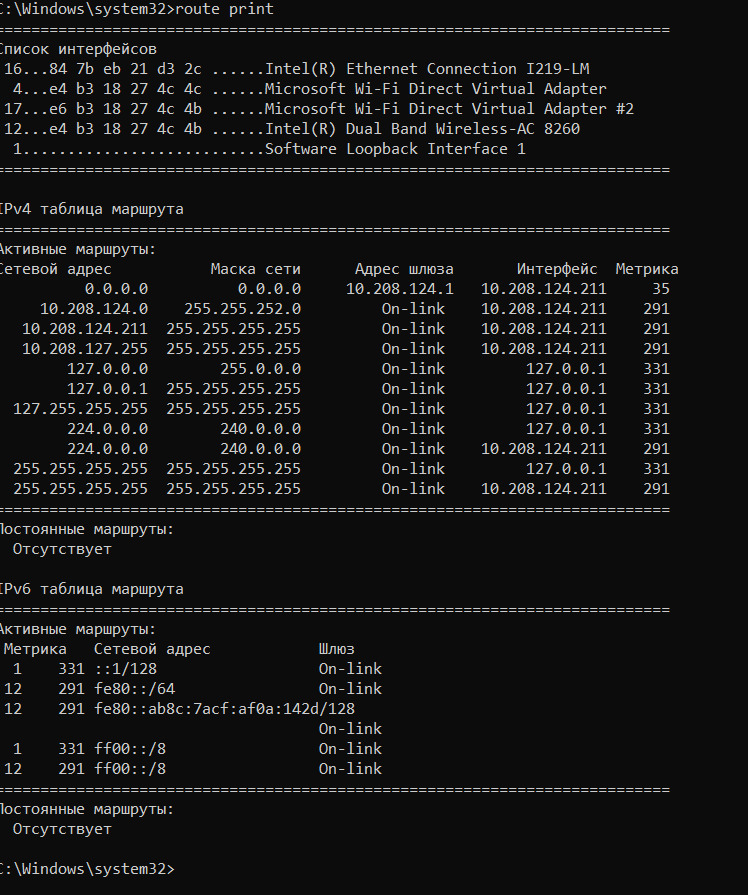 C:\Windows\system32>route print
===========================================================================
Список интерфейсов
 16...84 7b eb 21 d3 2c ......Intel(R) Ethernet Connection I219-LM
  4...e4 b3 18 27 4c 4c ......Microsoft Wi-Fi Direct Virtual Adapter
 17...e6 b3 18 27 4c 4b ......Microsoft Wi-Fi Direct Virtual Adapter #2
 12...e4 b3 18 27 4c 4b ......Intel(R) Dual Band Wireless-AC 8260
  1...........................Software Loopback Interface 1
===========================================================================
IPv4 таблица маршрута
===========================================================================
Активные маршруты:
Сетевой адрес           Маска сети      Адрес шлюза       Интерфейс  Метрика
          0.0.0.0          0.0.0.0     10.208.124.1   10.208.124.211     35
     10.208.124.0    255.255.252.0         On-link    10.208.124.211    291
   10.208.124.211  255.255.255.255         On-link    10.208.124.211    291
   10.208.127.255  255.255.255.255         On-link    10.208.124.211    291
        127.0.0.0        255.0.0.0         On-link         127.0.0.1    331
        127.0.0.1  255.255.255.255         On-link         127.0.0.1    331
  127.255.255.255  255.255.255.255         On-link         127.0.0.1    331
        224.0.0.0        240.0.0.0         On-link         127.0.0.1    331
        224.0.0.0        240.0.0.0         On-link    10.208.124.211    291
  255.255.255.255  255.255.255.255         On-link         127.0.0.1    331
  255.255.255.255  255.255.255.255         On-link    10.208.124.211    291
===========================================================================
Постоянные маршруты:
  Отсутствует
IPv6 таблица маршрута
===========================================================================
Активные маршруты:
 Метрика   Сетевой адрес            Шлюз
  1    331 ::1/128                  On-link
 12    291 fe80::/64                On-link
 12    291 fe80::ab8c:7acf:af0a:142d/128
                                    On-link
  1    331 ff00::/8                 On-link
 12    291 ff00::/8                 On-link
===========================================================================
Постоянные маршруты:
  Отсутствует
C:\Windows\system32>